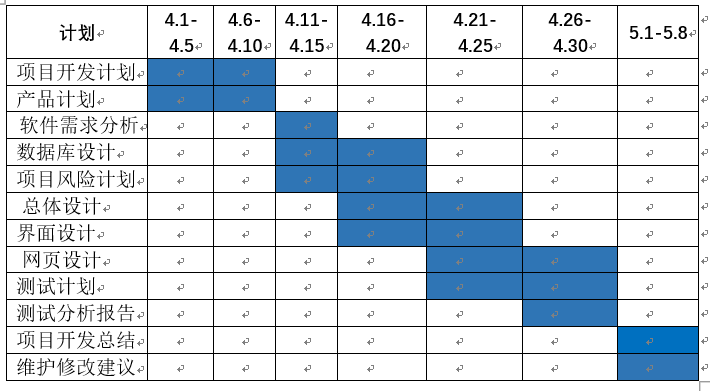 计划 4.1-4.5 4.6-4.10 4.11-4.15 4.16-4.20 4.21-4.25 4.26-4.30 5.1-5.8
项目开发计划
产品计划
软件需求分析
数据库设计
项目风险计划
总体设计
界面设计
网页设计
测试计划
测试分析报告
项目开发总结
维护修改建议